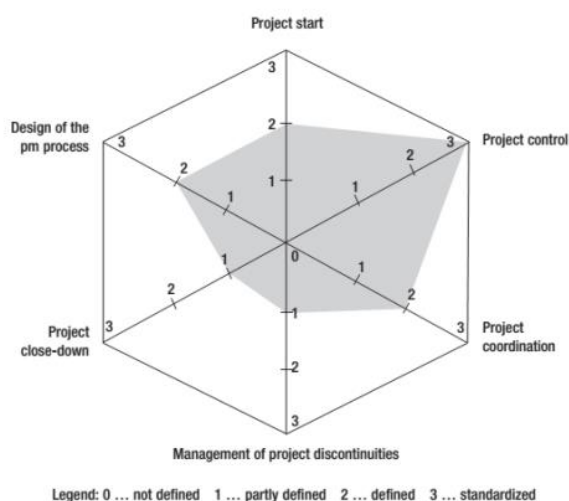 Project start
3
Design of the
pm process
3
2
3
Project control
2
2
1
1
1
0
1
1
2
2
Project
close-down
3
1
3
Project
coordination
2
3
Management of project discontinuities
Legend: 0 ... not defined 1 ... partly defined 2 ... defined 3 ... standardized